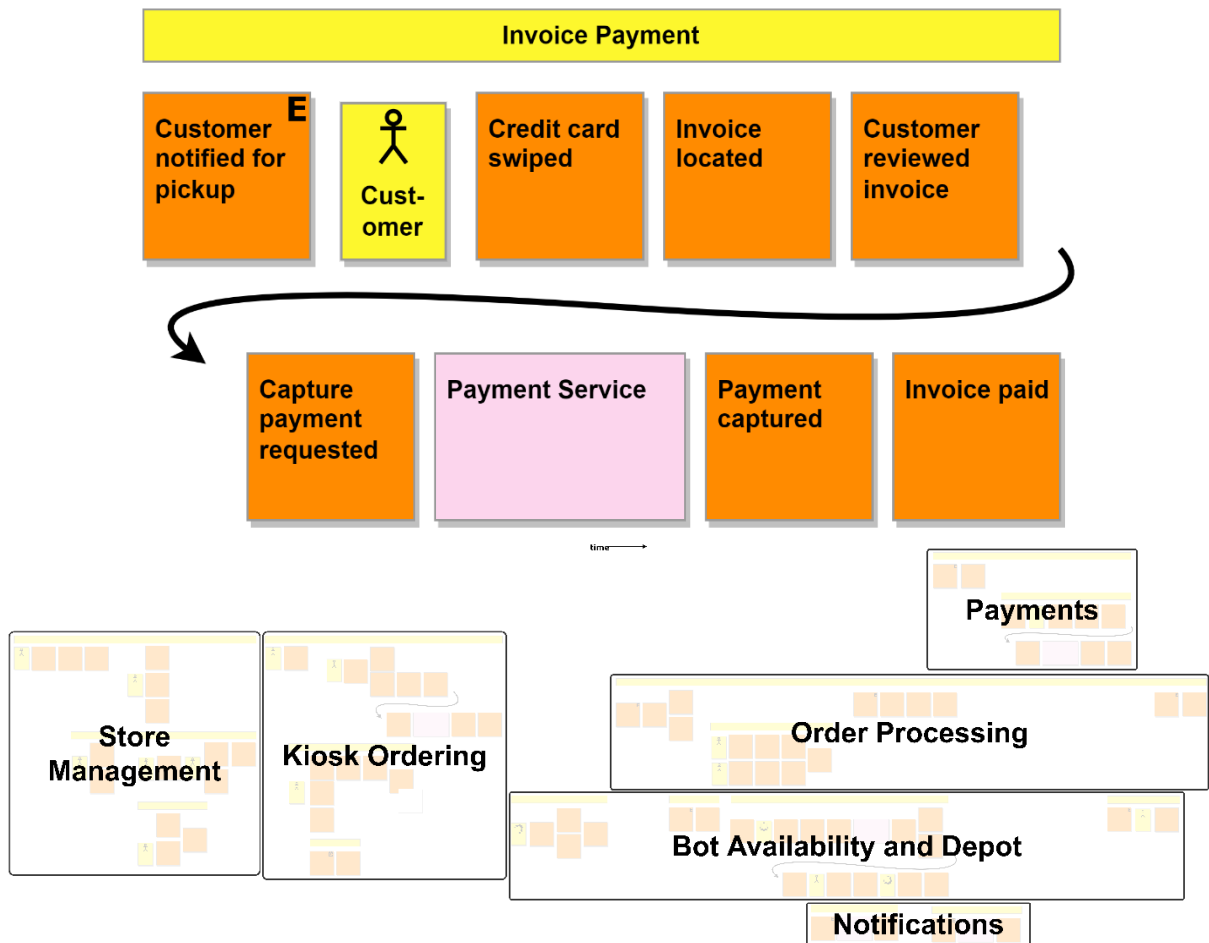 Invoice Payment
E
Customer
notified for
pickup
Cust-
omer
Credit card
swiped
Invoice
located
Customer
reviewed
invoice
Capture
payment
requested
Payment Service
Payment
captured
Invoice paid
time
Payments
Store
Management
Kiosk Ordering
Order Processing
Bot Availability and Depot
Notifications